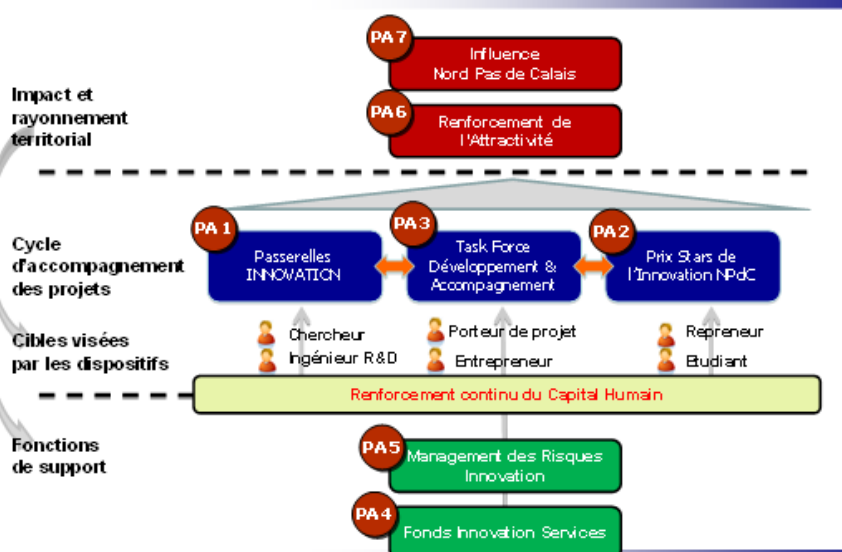 PA7
Influence
Nord Pas de Calais
Impact et
rayonnement
territorial
PA6
Renforcement de
l'Attractivité
PA1
Passerelles
INNOVATION
PA3
Task Force
Développement &
Accompagnement
PA2
Prix Stars de
l'Innovation NPdC
Cycle
d'accompagnement
des projets
Cibles visées
par les dispositifs
Chercheur
Ingénieur R&D
Porteur de projet
Entrepreneur
Repreneur
Etudiant
Renforcement continu du Capital Humain
Fonctions
de support
PA5
Management des Risques
Innovation
PA4
Fonds Innovation Services